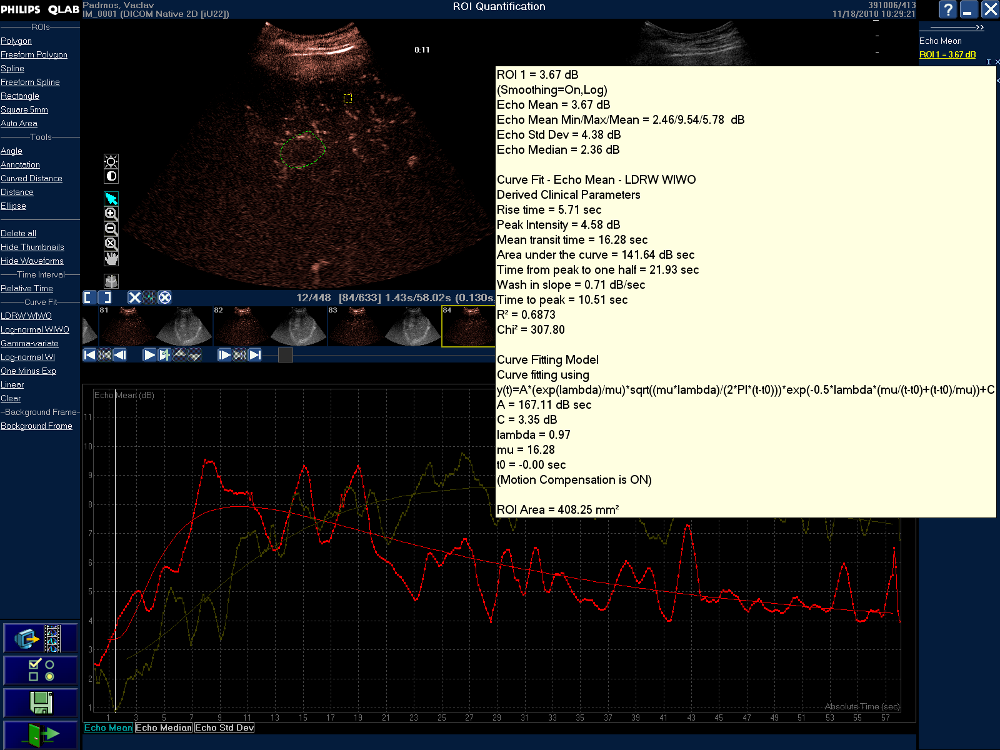 PHILIPS QLAB
Padrnos, Vaclav
IM_0001 (DICOM Native 2D [iU22])
ROI Quantification
391006/413
11/18/2010 10:29:21
ROIs
Polygon
Freeform Polygon
Spline
Freeform Spline
Rectangle
Square 5mm
Auto Area
Tools
Angle
Annotation
Curved Distance
Distance
Ellipse
Delete all
Hide Thumbnails
Hide Waveforms
Time Interval
Relative Time
Curve Fit
LDRW WIWO
Log-normal WIWO
Gamma-variate
Log-normal WI
One Minus Exp
Linear
Clear
Background Frame
Background Frame
0:11
>>
Echo Mean
ROI 1 = 3.67 dB
ROI 1 = 3.67 dB
(Smoothing=On,Log)
Echo Mean = 3.67 dB
Echo Mean Min/Max/Mean = 2.46/9.54/5.78 dB
Echo Std Dev = 4.38 dB
Echo Median = 2.36 dB
Curve Fit - Echo Mean - LDRW WIWO
Derived Clinical Parameters
Rise time = 5.71 sec
Peak Intensity = 4.58 dB
Mean transit time = 16.28 sec
Area under the curve = 141.64 dB sec
Time from peak to one half = 21.93 sec
Wash in slope = 0.71 dB/sec
Time to peak = 10.51 sec
R² = 0.6873
Chi² = 307.80
Curve Fitting Model
Curve fitting using
y(t)=A*(exp(lambda)/mu)*sqrt((mu*lambda)/(2*PI*(t-t0)))*exp(-0.5*lambda*(mu/(t-t0)+(t-t0)/mu))+C
A = 167.11 dB sec
C = 3.35 dB
lambda = 0.97
mu = 16.28
t0 = -0.00 sec
(Motion Compensation is ON)
ROI Area = 408.25 mm²
12/448 [84/633] 1.43s/58.02s (0.130s,
81 82 83 84
Echo Mean (dB)
11
10
9
8
7
6
5
4
3
2
1
Absolute Time (sec)
1 3 5 7 9 11 13 15 17 19 21 23 25 27 29 31 33 35 37 39 41 43 45 47 49 51 53 55 57
Echo Mean Echo Median Echo Std Dev